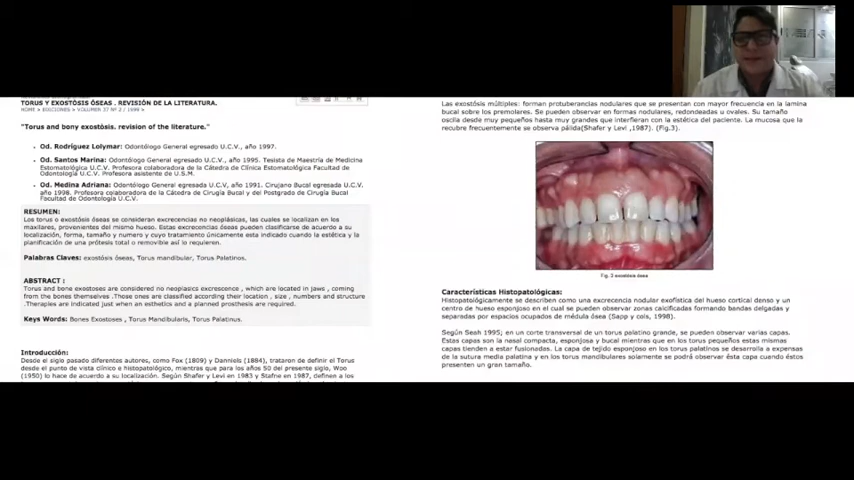 TORUS Y EXOSTÓSIS ÓSEAS . REVISIÓN DE LA LITERATURA.
HOME > EDICIONES > VOLUMEN 37 Nº 2 / 1999 >
"Torus and bony exostósis. revision of the literature."
Od. Rodríguez Lolymar: Odontólogo General egresado U.C.V., año 1997.
Od. Santos Marina: Odontólogo General egresado U.C.V., año 1995. Tesista de Maestría de Medicina
Estomatológica U.C.V. Profesora colaboradora de la Cátedra de Clínica Estomatológica Facultad de
Odontología U.C.V. Profesora asistente de U.S.M.
Od. Medina Adriana: Odontólogo General egresada U.C.V, año 1991. Cirujano Bucal egresada U.C.V.
año 1998. Profesora colaboradora de la Cátedra de Cirugía Bucal y del Postgrado de Cirugía Bucal
Facultad de Odontología U.C.V.
RESUMEN:
Los torus o exostósis óseas se consideran excrecencias no neoplásicas, las cuales se localizan en los
maxilares, provenientes del mismo hueso. Estas excrecencias óseas pueden clasificarse de acuerdo a su
localización, forma, tamaño y numero y cuyo tratamiento únicamente esta indicado cuando la estética y la
planificación de una prótesis total o removible así lo requieren.
Palabras Claves: exostósis óseas, Torus mandibular, Torus Palatinos.
ABSTRACT :
Torus and bone exostoses are considered no neoplasics excrescence , which are located in jaws , coming
from the bones themselves .Those ones are classified according their location , size , numbers and structure
.Therapies are indicated just when an esthetics and a planned prosthesis are required.
Keys Words: Bones Exostoses , Torus Mandibularis, Torus Palatinus.
Introducción:
Desde el siglo pasado diferentes autores, como Fox (1809) y Danniels (1884), trataron de definir el Torus
desde el punto de vista clínico e histopatológico, mientras que para los años 50 del presente siglo, Woo
(1950) lo hace de acuerdo a su localización. Según Shafer y Levi en 1983 y Stafne en 1987, definen a los
Las exostósis múltiples: forman protuberancias nodulares que se presentan con mayor frecuencia en la lamina
bucal sobre los premolares. Se pueden observar en formas nodulares, redondeadas u ovales. Su tamaño
oscila desde muy pequeños hasta muy grandes que interfieren con la estética del paciente. La mucosa que la
recubre frecuentemente se observa pálida(Shafer y Levi ,1987). (Fig.3).
Fig. 3 exostósis ósea
Características Histopatológicas:
Histopatológicamente se describen como una excrecencia nodular exofística del hueso cortical denso y un
centro de hueso esponjoso en el cual se pueden observar zonas calcificadas formando bandas delgadas y
separadas por espacios ocupados de médula ósea (Sapp y cols, 1998).
Según Seah 1995; en un corte transversal de un torus palatino grande, se pueden observar varias capas.
Estas capas son la nasal compacta, esponjosa y bucal mientras que en los torus pequeños estas mismas
capas tienden a estar fusionadas. La capa de tejido esponjoso en los torus palatinos se desarrolla a expensas
de la sutura media palatina y en los torus mandibulares solamente se podrá observar ésta capa cuando éstos
presenten un gran tamaño.